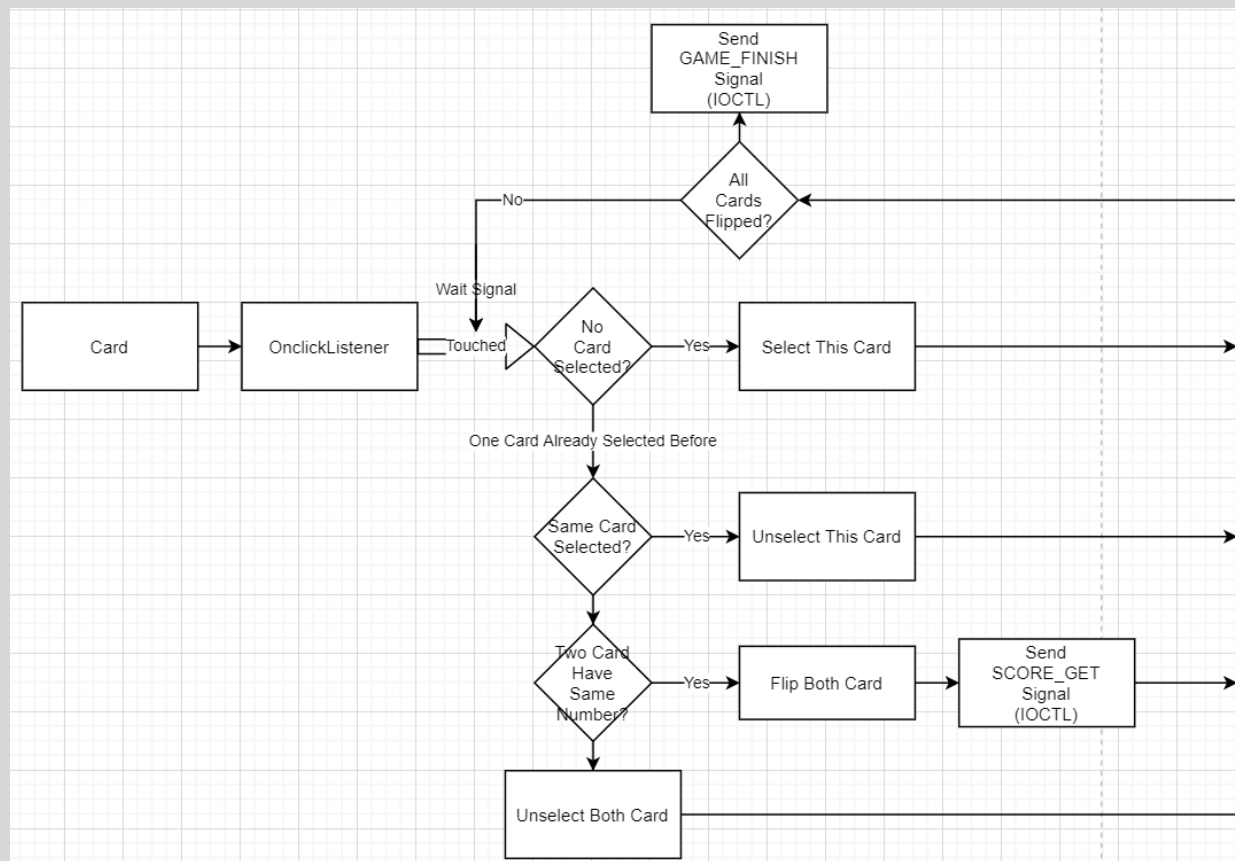 Send
GAME_FINISH
Signal
(IOCTL)
All
Cards
Flipped?
No
Wait Signal
Card
OnclickListener
Touched
No
Card
Selected?
Yes
Select This Card
One Card Already Selected Before
Same Card
Selected?
Yes
Unselect This Card
Two Card
Have
Same
Number?
Yes
Flip Both Card
Send
SCORE_GET
Signal
(IOCTL)
Unselect Both Card